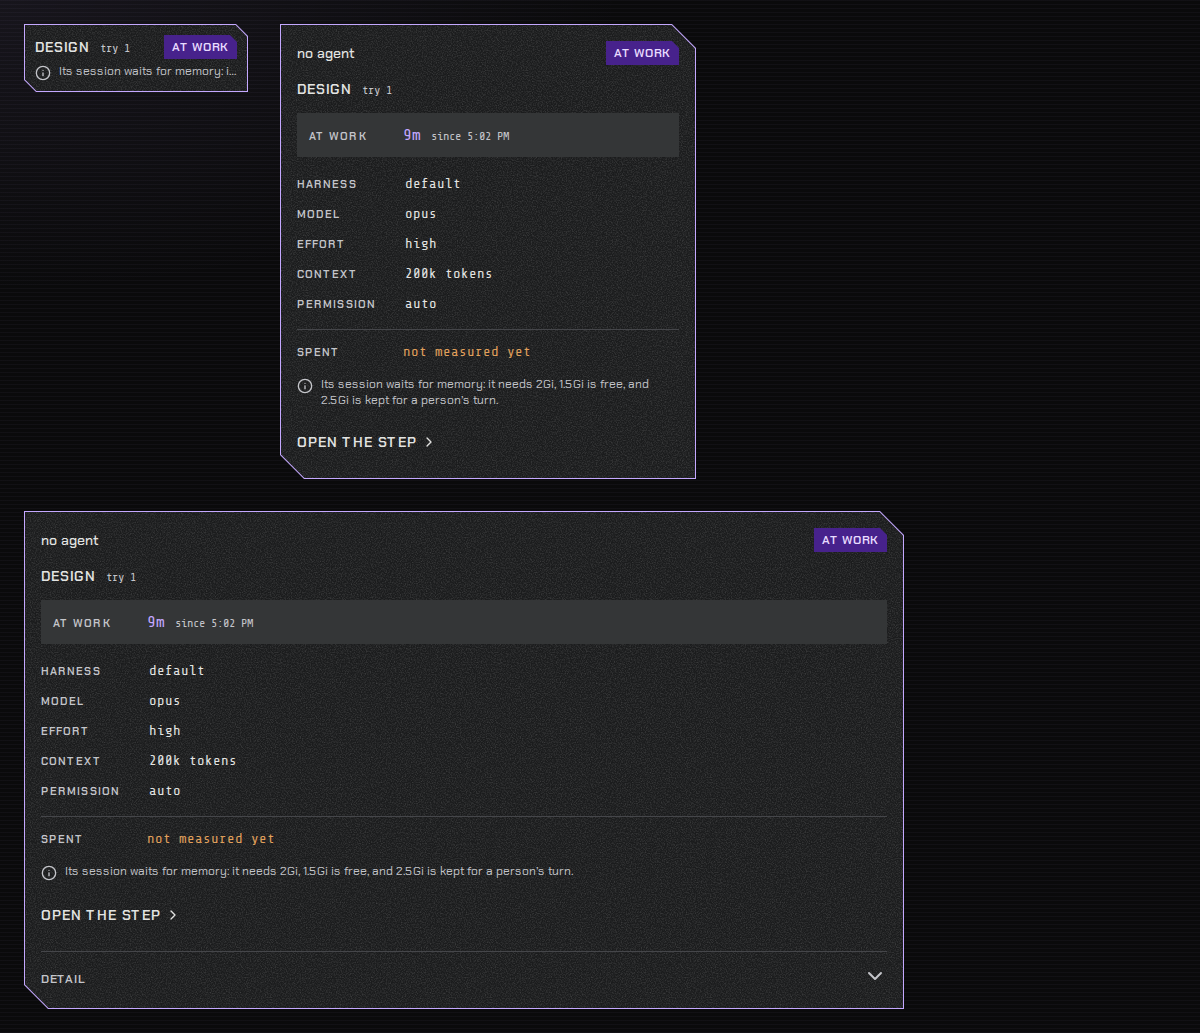 DESIGN try 1 AT WORK
Its session waits for memory: i...
no agent AT WORK
DESIGN try 1
AT WORK 9m since 5:02 PM
HARNESS default
MODEL opus
EFFORT high
CONTEXT 200k tokens
PERMISSION auto
SPENT not measured yet
Its session waits for memory: it needs 2Gi, 1.5Gi is free, and
2.5Gi is kept for a person's turn.
OPEN THE STEP
no agent AT WORK
DESIGN try 1
AT WORK 9m since 5:02 PM
HARNESS default
MODEL opus
EFFORT high
CONTEXT 200k tokens
PERMISSION auto
SPENT not measured yet
Its session waits for memory: it needs 2Gi, 1.5Gi is free, and 2.5Gi is kept for a person's turn.
OPEN THE STEP
DETAIL